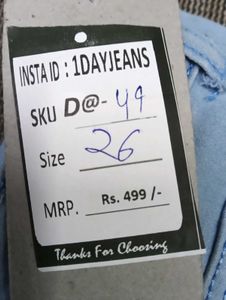 INSTA ID : 1DAYJEANS
SKU D@- 49
Size 26
MRP. Rs. 499 /-
Thanks For Choosing